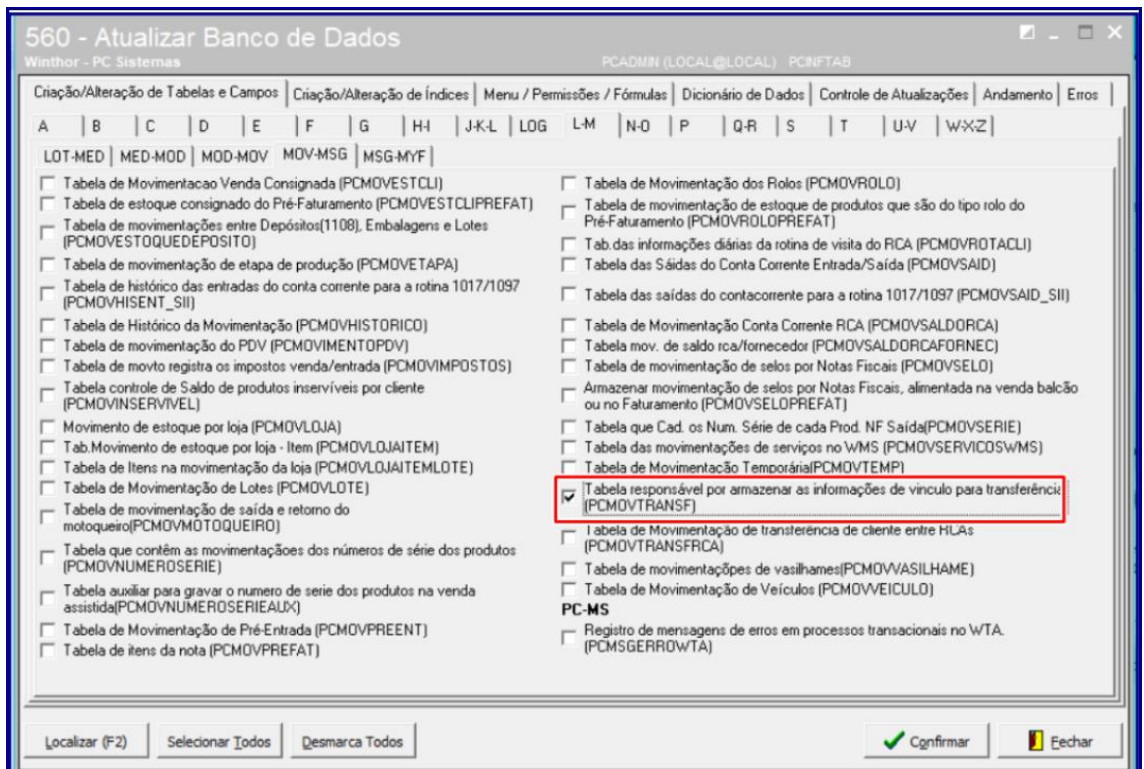 560 - Atualizar Banco de Dados
Winthor - PC Sistemas PCADMIN (LOCAL@LOCAL) PCINFTAB
Criação/Alteração de Tabelas e Campos Criação/Alteração de Índices Menu / Permissões / Fórmulas Dicionário de Dados Controle de Atualizações Andamento Erros
A B C D E F G H-I J-K-L LOG L-M N-O P Q-R S T U-V W-X-Z
LOT-MED MED-MOD MOD-MOV MOV-MSG MSG-MYF
Tabela de Movimentacao Venda Consignada (PCMOVESTCLI)
Tabela de estoque consignado do Pré-Faturamento (PCMOVESTCLIPREFAT)
Tabela de movimentações entre Depósitos(1108), Embalagens e Lotes
(PCMOVESTOQUEDEPOSITO)
Tabela de movimentação de etapa de produção (PCMOVETAPA)
Tabela de histórico das entradas do conta corrente para a rotina 1017/1097
(PCMOVHISENT_SII)
Tabela de Histórico da Movimentação (PCMOVHISTORICO)
Tabela de movimentação do PDV (PCMOVIMENTOPDV)
Tabela de movto registra os impostos venda/entrada (PCMOVIMPOSTOS)
Tabela controle de Saldo de produtos inservíveis por cliente
(PCMOVINSERVIVEL)
Movimento de estoque por loja (PCMOVLOJA)
Tab.Movimento de estoque por loja - Item (PCMOVLOJAITEM)
Tabela de Itens na movimentação da loja (PCMOVLOJAITEMLOTE)
Tabela de Movimentação de Lotes (PCMOVLOTE)
Tabela de movimentação de saída e retorno do
motoqueiro(PCMOVMOTOQUEIRO)
Tabela que contêm as movimentaçãoes dos números de série dos produtos
(PCMOVNUMEROSERIE)
Tabela auxiliar para gravar o numero de serie dos produtos na venda
assistida(PCMOVNUMEROSERIEAUX)
Tabela de Movimentação de Pré-Entrada (PCMOVPREENT)
Tabela de itens da nota (PCMOVPREFAT)
Tabela de Movimentação dos Rolos (PCMOVROLO)
Tabela de movimentação de estoque de produtos que são do tipo rolo do
Pré-Faturamento (PCMOVROLOPREFAT)
Tab.das informações diárias da rotina de visita do RCA (PCMOVROTACLI)
Tabela das Sáidas do Conta Corrente Entrada/Saída (PCMOVSAID)
Tabela das saídas do contacorrente para a rotina 1017/1097 (PCMOVSAID_SII)
Tabela de Movimentação Conta Corrente RCA (PCMOVSALDORCA)
Tabela mov. de saldo rca/fornecedor (PCMOVSALDORCAFORNEC)
Tabela de movimentação de selos por Notas Fiscais (PCMOVSELO)
Armazenar movimentação de selos por Notas Fiscais, alimentada na venda balcão
ou no Faturamento (PCMOVSELOPREFAT)
Tabela que Cad. os Num. Série de cada Prod. NF Saída(PCMOVSERIE)
Tabela das movimentações de serviços no WMS (PCMOVSERVICOSWMS)
Tabela de Movimentação Temporária(PCMOVTEMP)
Tabela responsável por armazenar as informações de vinculo para transferência
(PCMOVTRANSF)
Tabela de Movimentação de transferência de cliente entre RCAs
(PCMOVTRANSFRCA)
Tabela de movimentaçõpes de vasilhames(PCMOVVASILHAME)
Tabela de Movimentação de Veículos (PCMOVVEICULO)
PC-MS
Registro de mensagens de erros em processos transacionais no WTA.
(PCMSGERROWTA)
Localizar (F2) Selecionar Todos Desmarca Todos Confirmar Fechar